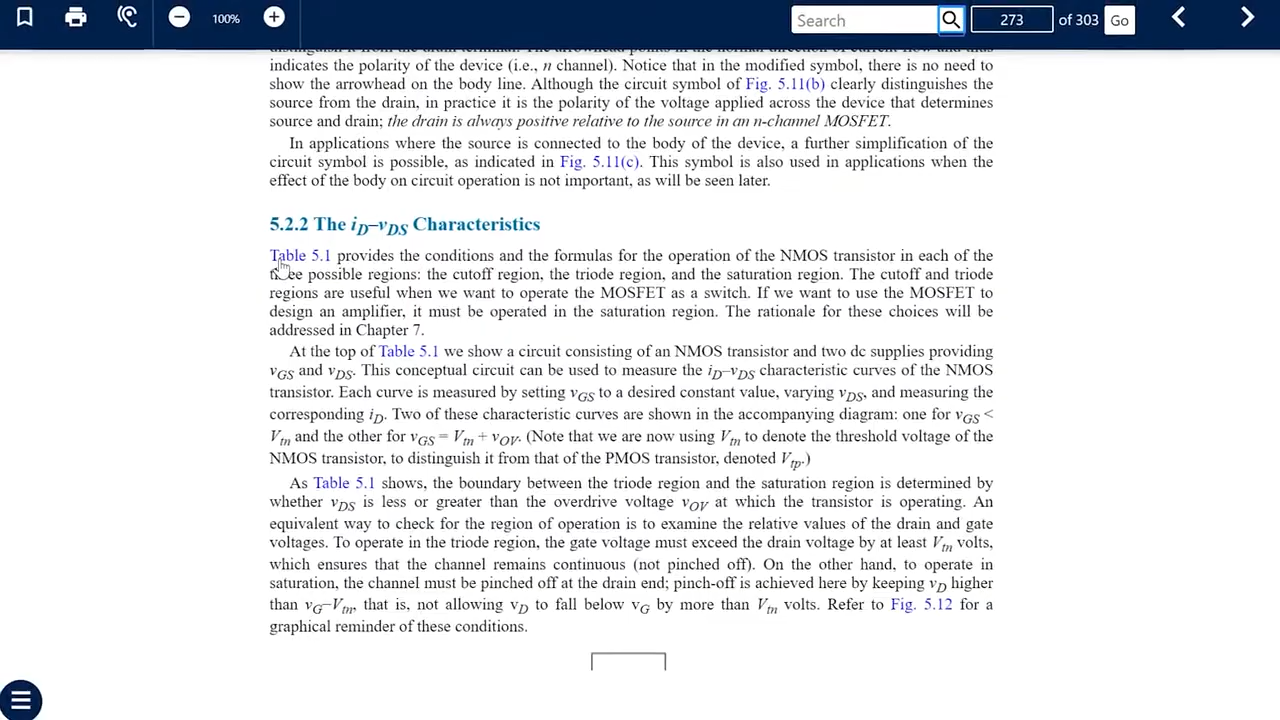 100%
Search
273
of 303
Go
distinguish it from the drain terminal. The arrowhead points in the normal direction of current flow and thus
indicates the polarity of the device (i.e., n channel). Notice that in the modified symbol, there is no need to
show the arrowhead on the body line. Although the circuit symbol of Fig. 5.11(b) clearly distinguishes the
source from the drain, in practice it is the polarity of the voltage applied across the device that determines
source and drain; the drain is always positive relative to the source in an n-channel MOSFET.
In applications where the source is connected to the body of the device, a further simplification of the
circuit symbol is possible, as indicated in Fig. 5.11(c). This symbol is also used in applications when the
effect of the body on circuit operation is not important, as will be seen later.
5.2.2 The iD–vDS Characteristics
Table 5.1 provides the conditions and the formulas for the operation of the NMOS transistor in each of the
three possible regions: the cutoff region, the triode region, and the saturation region. The cutoff and triode
regions are useful when we want to operate the MOSFET as a switch. If we want to use the MOSFET to
design an amplifier, it must be operated in the saturation region. The rationale for these choices will be
addressed in Chapter 7.
At the top of Table 5.1 we show a circuit consisting of an NMOS transistor and two dc supplies providing
vGS and vDS. This conceptual circuit can be used to measure the iD–vDS characteristic curves of the NMOS
transistor. Each curve is measured by setting vGS to a desired constant value, varying vDS, and measuring the
corresponding iD. Two of these characteristic curves are shown in the accompanying diagram: one for vGS <
Vtn and the other for vGS = Vtn + vOV. (Note that we are now using Vtn to denote the threshold voltage of the
NMOS transistor, to distinguish it from that of the PMOS transistor, denoted Vtp.)
As Table 5.1 shows, the boundary between the triode region and the saturation region is determined by
whether vDS is less or greater than the overdrive voltage vOV at which the transistor is operating. An
equivalent way to check for the region of operation is to examine the relative values of the drain and gate
voltages. To operate in the triode region, the gate voltage must exceed the drain voltage by at least Vtn volts,
which ensures that the channel remains continuous (not pinched off). On the other hand, to operate in
saturation, the channel must be pinched off at the drain end; pinch-off is achieved here by keeping vD higher
than vG–Vtn, that is, not allowing vD to fall below vG by more than Vtn volts. Refer to Fig. 5.12 for a
graphical reminder of these conditions.